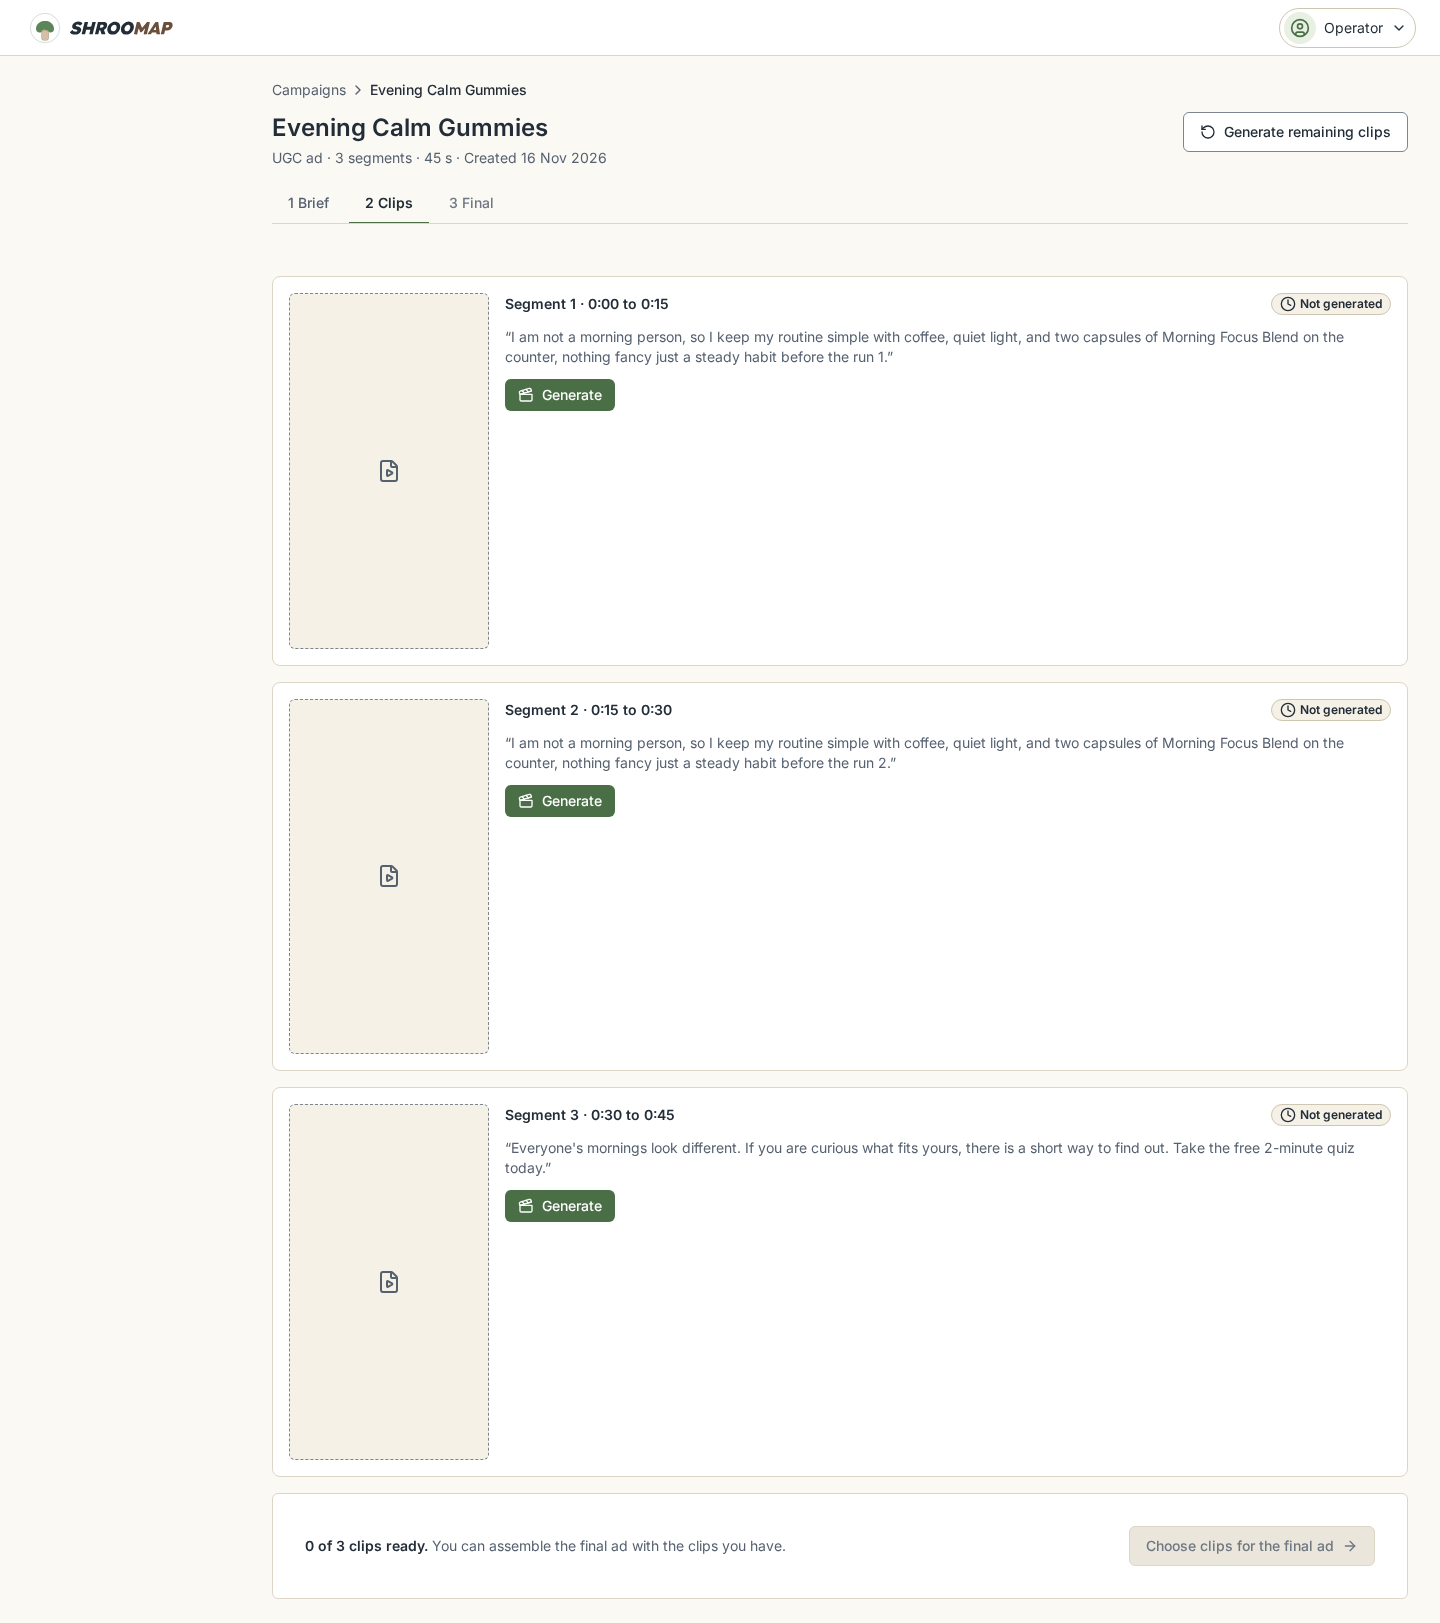 SHROOMAP
Operator
Campaigns > Evening Calm Gummies
Evening Calm Gummies
Generate remaining clips
UGC ad · 3 segments · 45 s · Created 16 Nov 2026
1 Brief
2 Clips
3 Final
Segment 1 · 0:00 to 0:15
Not generated
“I am not a morning person, so I keep my routine simple with coffee, quiet light, and two capsules of Morning Focus Blend on the
counter, nothing fancy just a steady habit before the run 1.”
Generate
Segment 2 · 0:15 to 0:30
Not generated
“I am not a morning person, so I keep my routine simple with coffee, quiet light, and two capsules of Morning Focus Blend on the
counter, nothing fancy just a steady habit before the run 2.”
Generate
Segment 3 · 0:30 to 0:45
Not generated
“Everyone's mornings look different. If you are curious what fits yours, there is a short way to find out. Take the free 2-minute quiz
today.”
Generate
0 of 3 clips ready. You can assemble the final ad with the clips you have.
Choose clips for the final ad →